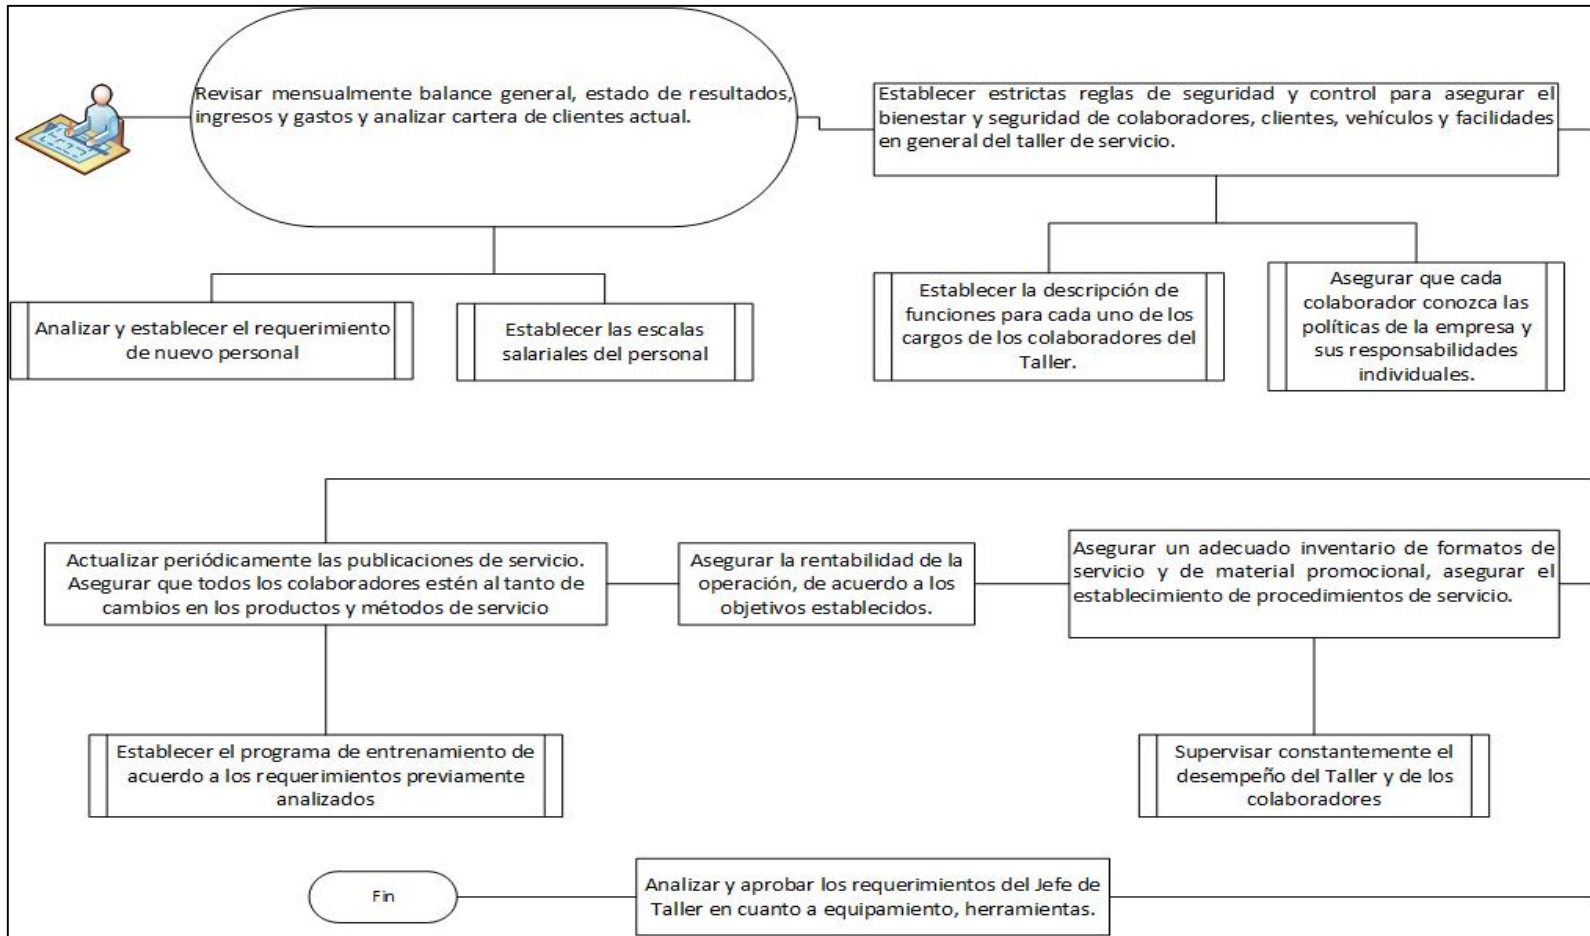 Revisar mensualmente balance general, estado de resultados,
ingresos y gastos y analizar cartera de clientes actual.
Establecer estrictas reglas de seguridad y control para asegurar el
bienestar y seguridad de colaboradores, clientes, vehículos y facilidades
en general del taller de servicio.
Analizar y establecer el requerimiento
de nuevo personal
Establecer las escalas
salariales del personal
Establecer la descripción de
funciones para cada uno de los
cargos de los colaboradores del
Taller.
Asegurar que cada
colaborador conozca las
políticas de la empresa y
sus responsabilidades
individuales.
Actualizar periódicamente las publicaciones de servicio.
Asegurar que todos los colaboradores estén al tanto de
cambios en los productos y métodos de servicio
Asegurar la rentabilidad de la
operación, de acuerdo a los
objetivos establecidos.
Asegurar un adecuado inventario de formatos de
servicio y de material promocional, asegurar el
establecimiento de procedimientos de servicio.
Establecer el programa de entrenamiento de
acuerdo a los requerimientos previamente
analizados
Supervisar constantemente el
desempeño del Taller y de los
colaboradores
Fin
Analizar y aprobar los requerimientos del Jefe de
Taller en cuanto a equipamiento, herramientas.